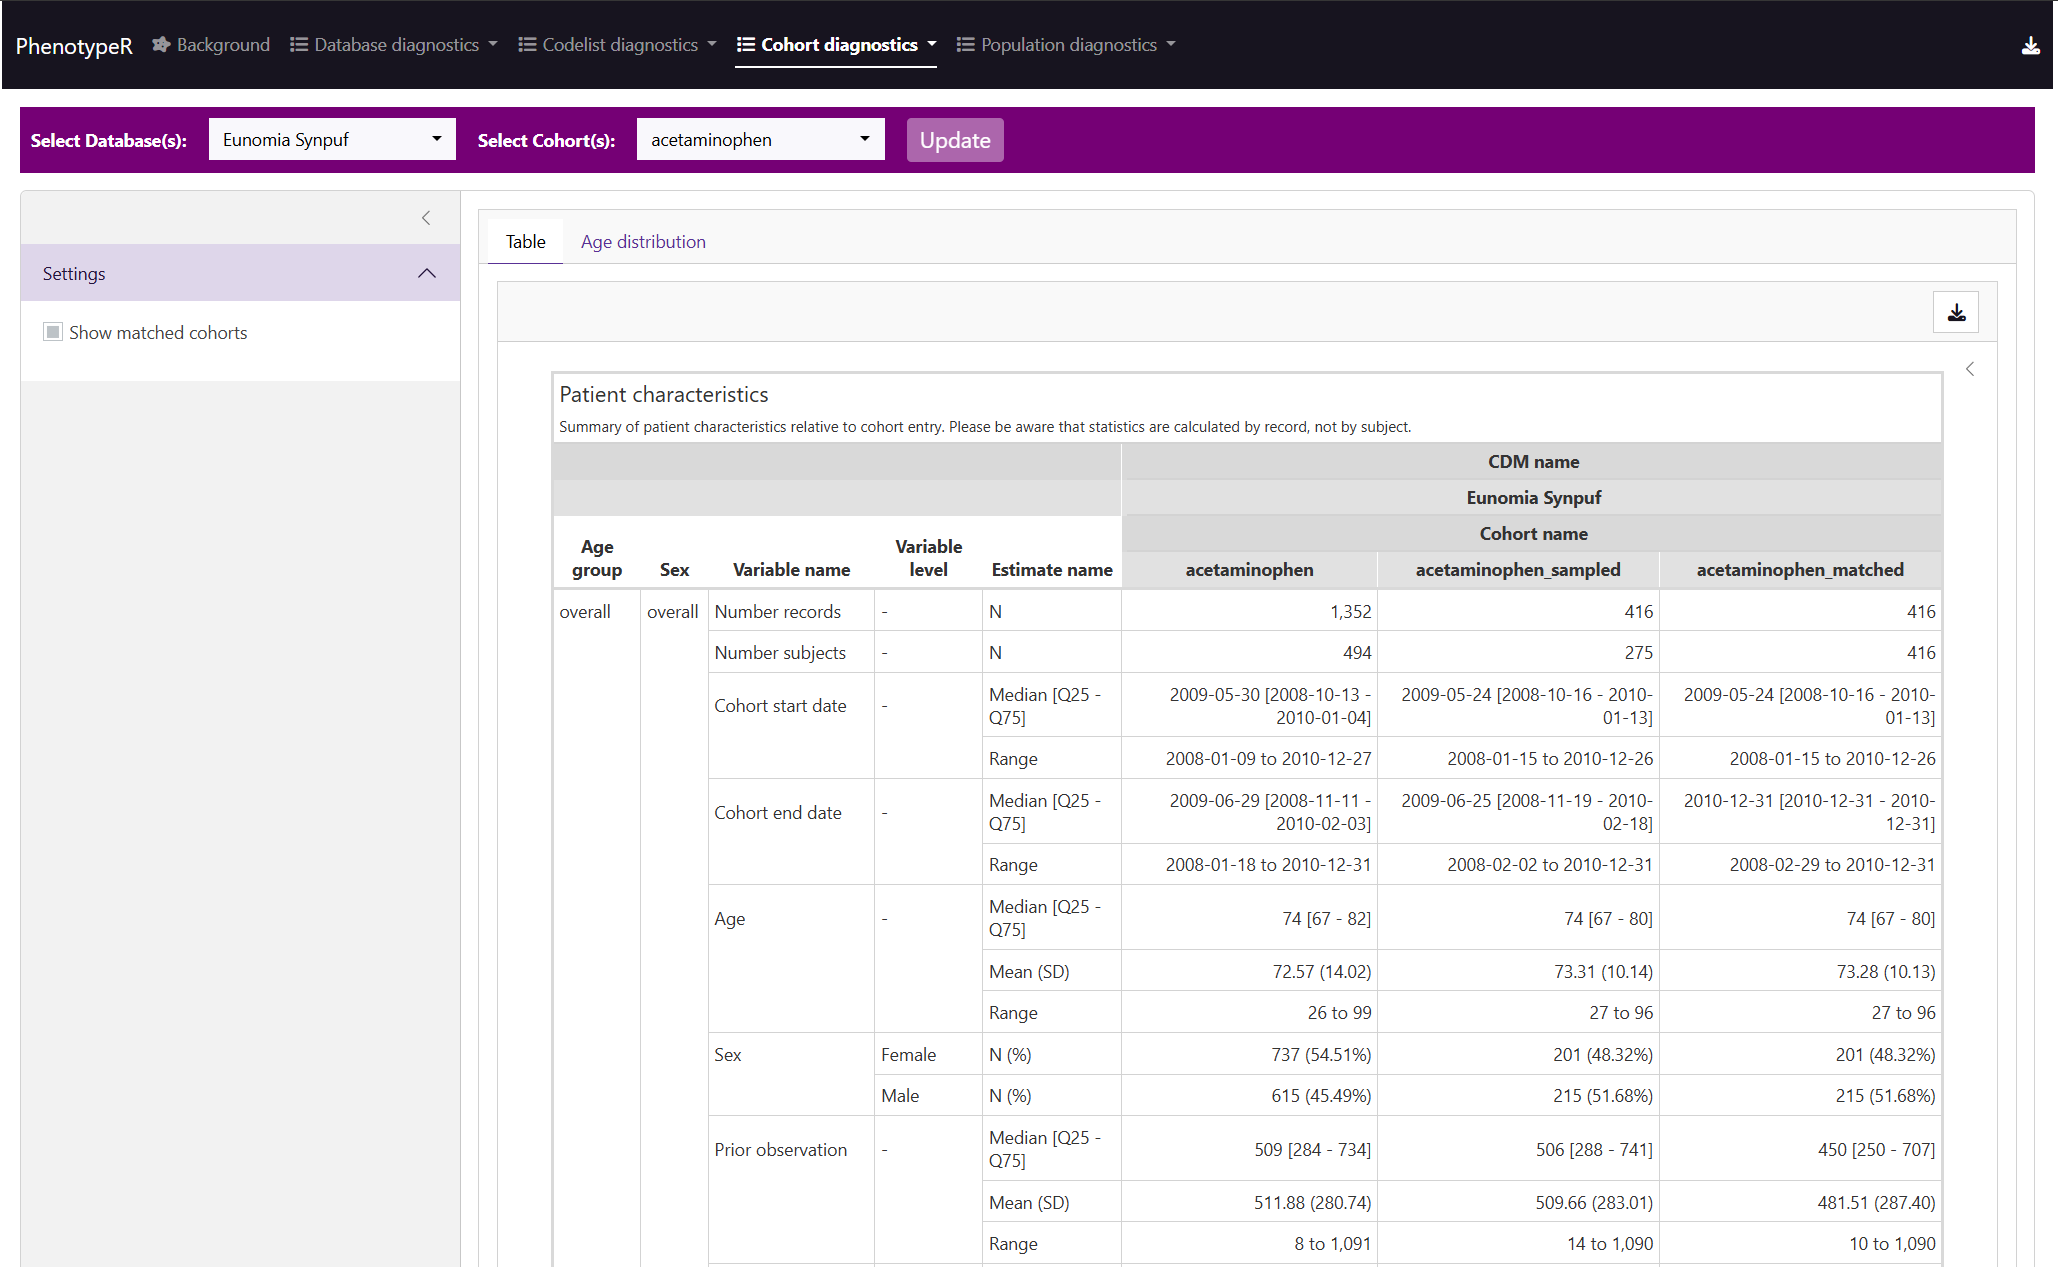 PhenotypeR Background Database diagnostics Codelist diagnostics Cohort diagnostics Population diagnostics
Select Database(s): Eunomia Synpuf Select Cohort(s): acetaminophen Update
Settings
Show matched cohorts
Table Age distribution
Patient characteristics
Summary of patient characteristics relative to cohort entry. Please be aware that statistics are calculated by record, not by subject.
CDM name
Eunomia Synpuf
Cohort name
Age group Sex Variable name Variable level Estimate name acetaminophen acetaminophen_sampled acetaminophen_matched
overall overall Number records - N 1,352 416 416
Number subjects - N 494 275 416
Cohort start date - Median [Q25 - Q75] 2009-05-30 [2008-10-13 - 2010-01-04] 2009-05-24 [2008-10-16 - 2010-01-13] 2009-05-24 [2008-10-16 - 2010-01-13]
Range 2008-01-09 to 2010-12-27 2008-01-15 to 2010-12-26 2008-01-15 to 2010-12-26
Cohort end date - Median [Q25 - Q75] 2009-06-29 [2008-11-11 - 2010-02-03] 2009-06-25 [2008-11-19 - 2010-02-18] 2010-12-31 [2010-12-31 - 2010-12-31]
Range 2008-01-18 to 2010-12-31 2008-02-02 to 2010-12-31 2008-02-29 to 2010-12-31
Age - Median [Q25 - Q75] 74 [67 - 82] 74 [67 - 80] 74 [67 - 80]
Mean (SD) 72.57 (14.02) 73.31 (10.14) 73.28 (10.13)
Range 26 to 99 27 to 96 27 to 96
Sex Female N (%) 737 (54.51%) 201 (48.32%) 201 (48.32%)
Male N (%) 615 (45.49%) 215 (51.68%) 215 (51.68%)
Prior observation - Median [Q25 - Q75] 509 [284 - 734] 506 [288 - 741] 450 [250 - 707]
Mean (SD) 511.88 (280.74) 509.66 (283.01) 481.51 (287.40)
Range 8 to 1,091 14 to 1,090 10 to 1,090